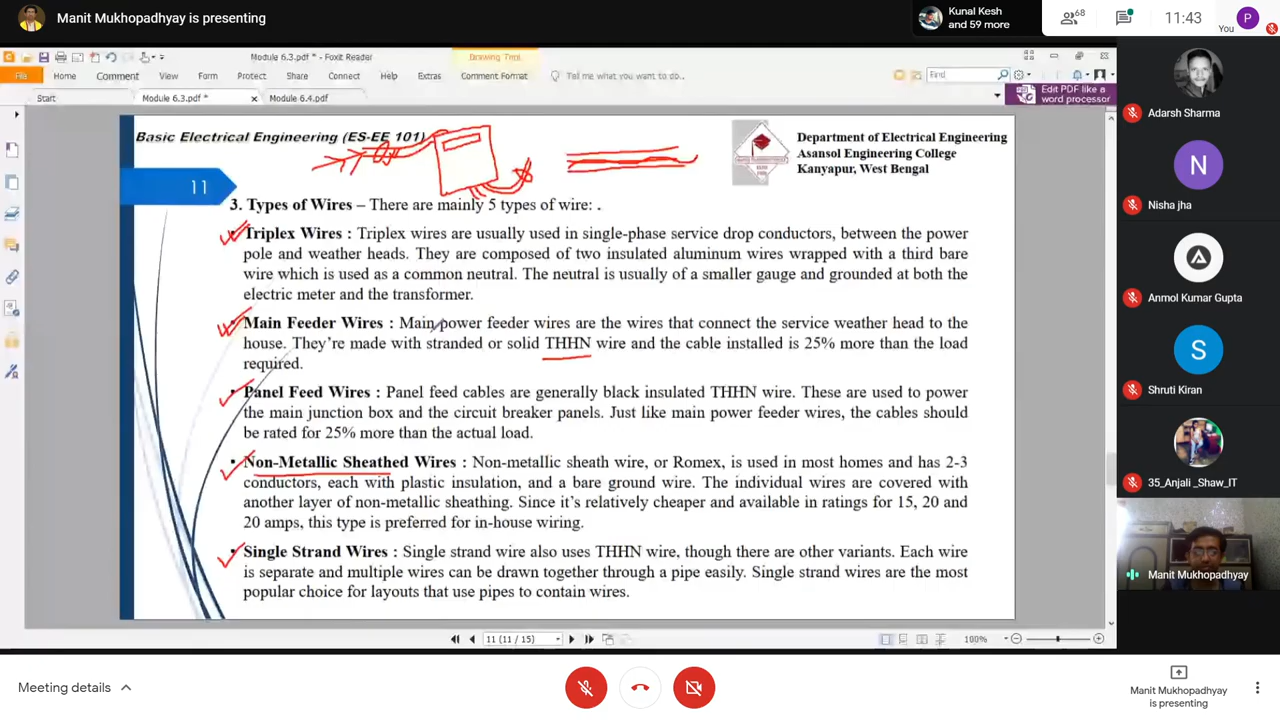 Manit Mukhopadhyay is presenting
Kunal Kesh
and 59 more
68
11:43
You
P
Module 6.3.pdf * - Foxit Reader
Drawing Tools
File
Home
Comment
View
Form
Protect
Share
Connect
Help
Extras
Comment Format
Tell me what you want to do..
Find
Start
Module 6.3.pdf *
Module 6.4.pdf
Edit PDF like a
word processor
Basic Electrical Engineering (ES-EE 101)
Department of Electrical Engineering
Asansol Engineering College
Kanyapur, West Bengal
11
3. Types of Wires – There are mainly 5 types of wire: .
• Triplex Wires : Triplex wires are usually used in single-phase service drop conductors, between the power
pole and weather heads. They are composed of two insulated aluminum wires wrapped with a third bare
wire which is used as a common neutral. The neutral is usually of a smaller gauge and grounded at both the
electric meter and the transformer.
• Main Feeder Wires : Main power feeder wires are the wires that connect the service weather head to the
house. They're made with stranded or solid THHN wire and the cable installed is 25% more than the load
required.
• Panel Feed Wires : Panel feed cables are generally black insulated THHN wire. These are used to power
the main junction box and the circuit breaker panels. Just like main power feeder wires, the cables should
be rated for 25% more than the actual load.
• Non-Metallic Sheathed Wires : Non-metallic sheath wire, or Romex, is used in most homes and has 2-3
conductors, each with plastic insulation, and a bare ground wire. The individual wires are covered with
another layer of non-metallic sheathing. Since it's relatively cheaper and available in ratings for 15, 20 and
20 amps, this type is preferred for in-house wiring.
• Single Strand Wires : Single strand wire also uses THHN wire, though there are other variants. Each wire
is separate and multiple wires can be drawn together through a pipe easily. Single strand wires are the most
popular choice for layouts that use pipes to contain wires.
11 (11 / 15)
100%
Adarsh Sharma
N
Nisha jha
Anmol Kumar Gupta
S
Shruti Kiran
35_Anjali _Shaw_IT
Manit Mukhopadhyay
Meeting details
Manit Mukhopadhyay
is presenting